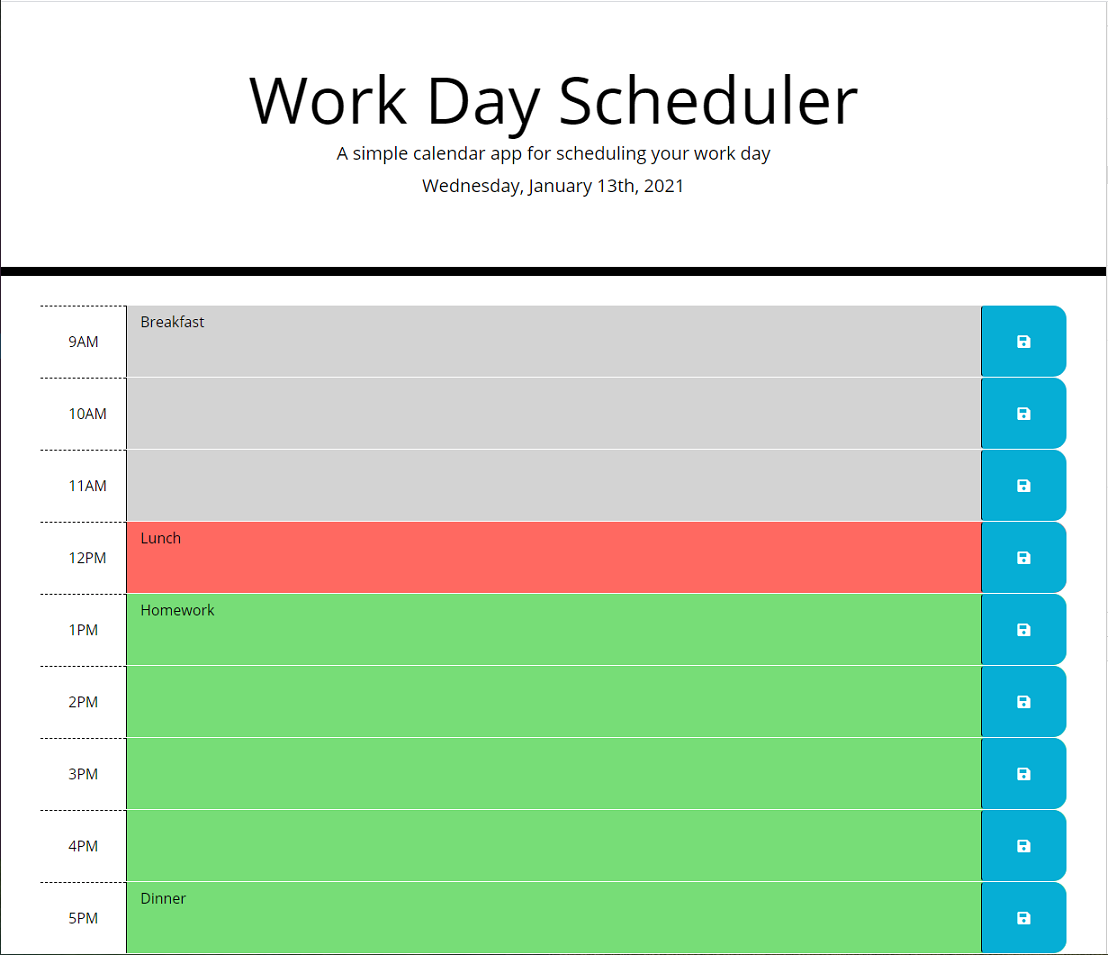 Work Day Scheduler
A simple calendar app for scheduling your work day
Wednesday, January 13th, 2021
9AM Breakfast
10AM
11AM
12PM Lunch
1PM Homework
2PM
3PM
4PM
5PM Dinner